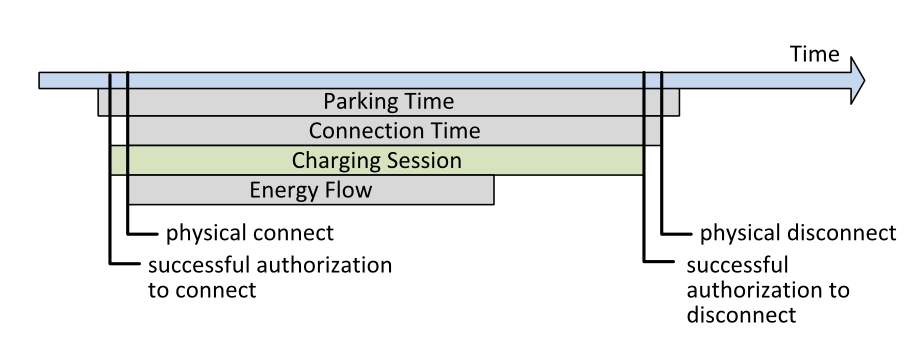 Time
Parking Time
Connection Time
Charging Session
Energy Flow
physical connect
successful authorization
to connect
physical disconnect
successful
authorization to
disconnect